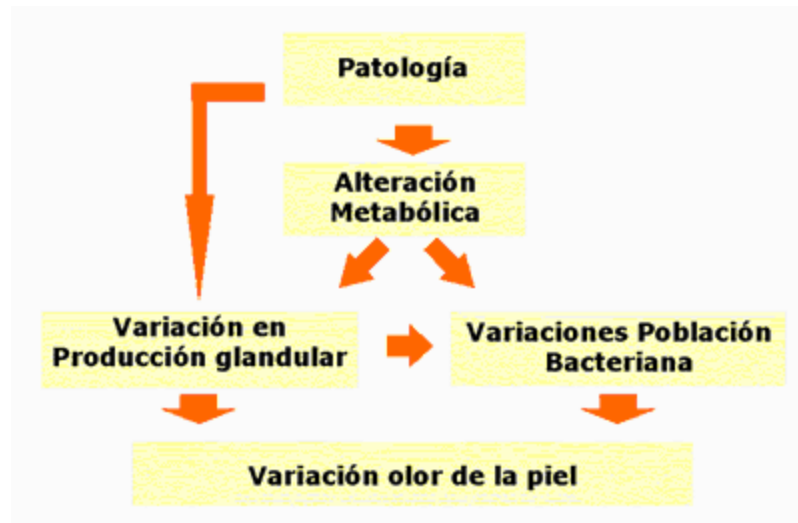 Patología
Alteración
Metabólica
Variación en
Producción glandular
Variaciones Población
Bacteriana
Variación olor de la piel